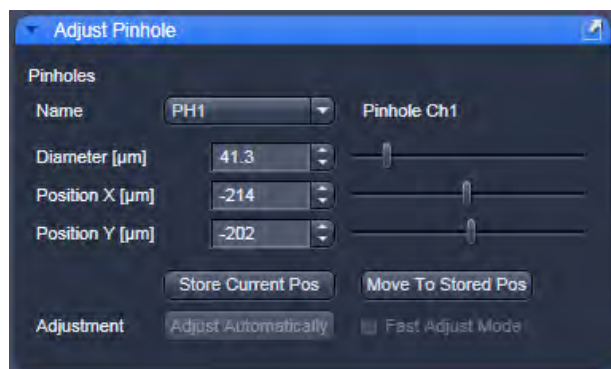 Adjust Pinhole
Pinholes
Name PH1 Pinhole Ch1
Diameter [µm] 41.3
Position X [µm] -214
Position Y [µm] -202
Store Current Pos Move To Stored Pos
Adjustment Adjust Automatically Fast Adjust Mode